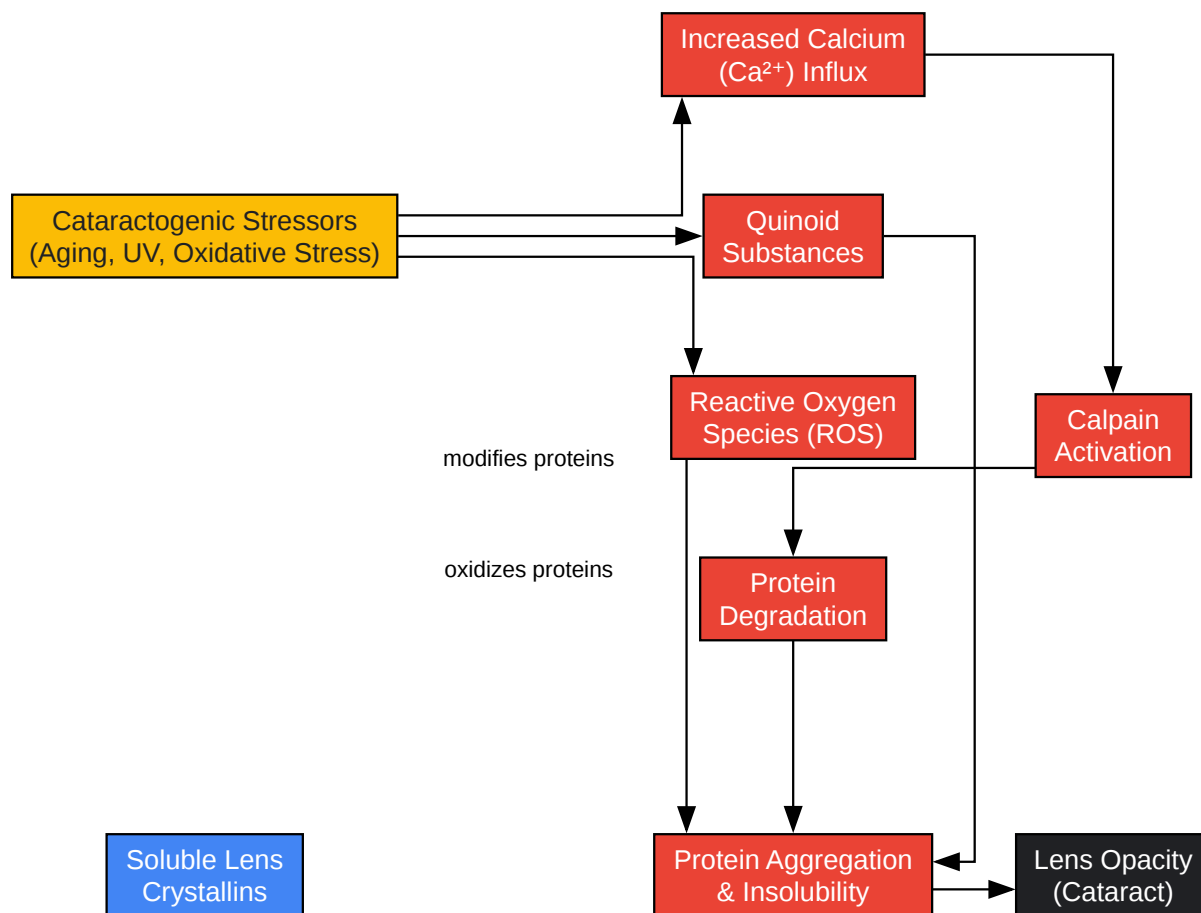 Increased Calcium
(Ca²⁺) Influx
Cataractogenic Stressors
(Aging, UV, Oxidative Stress)
Quinoid
Substances
Reactive Oxygen
Species (ROS)
Calpain
Activation
modifies proteins
oxidizes proteins
Protein
Degradation
Soluble Lens
Crystallins
Protein Aggregation
& Insolubility
Lens Opacity
(Cataract)